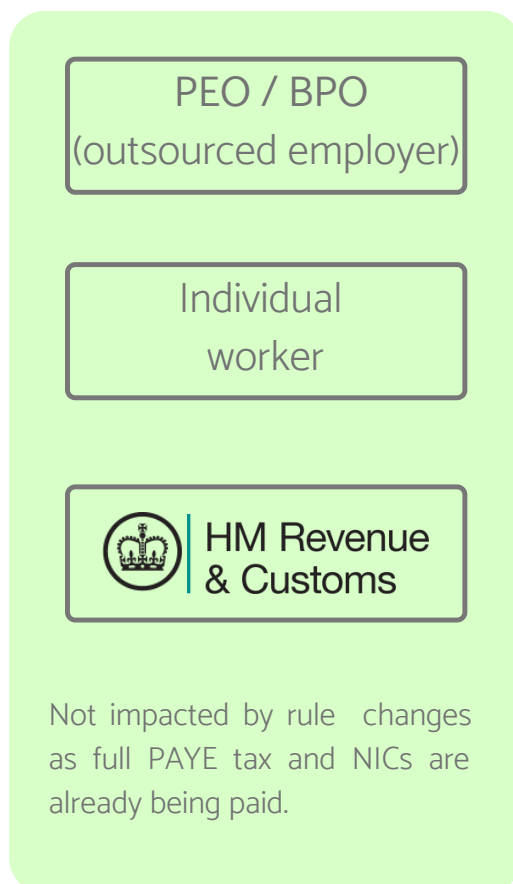 PEO / BPO
(outsourced employer)
Individual
worker
HM Revenue
& Customs
Not impacted by rule changes
as full PAYE tax and NICs are
already being paid.